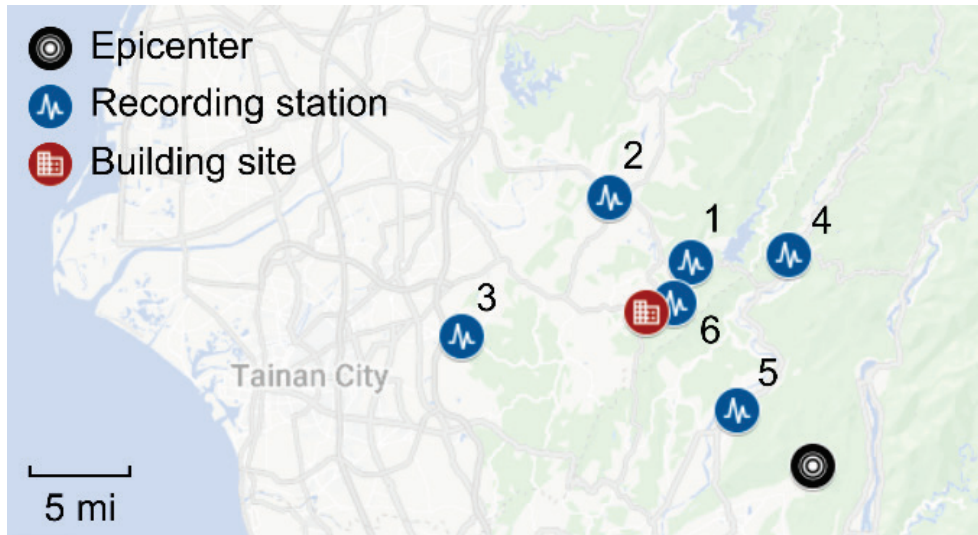 Epicenter
Recording station
Building site
2
1
4
3
6
5
Tainan City
5 mi